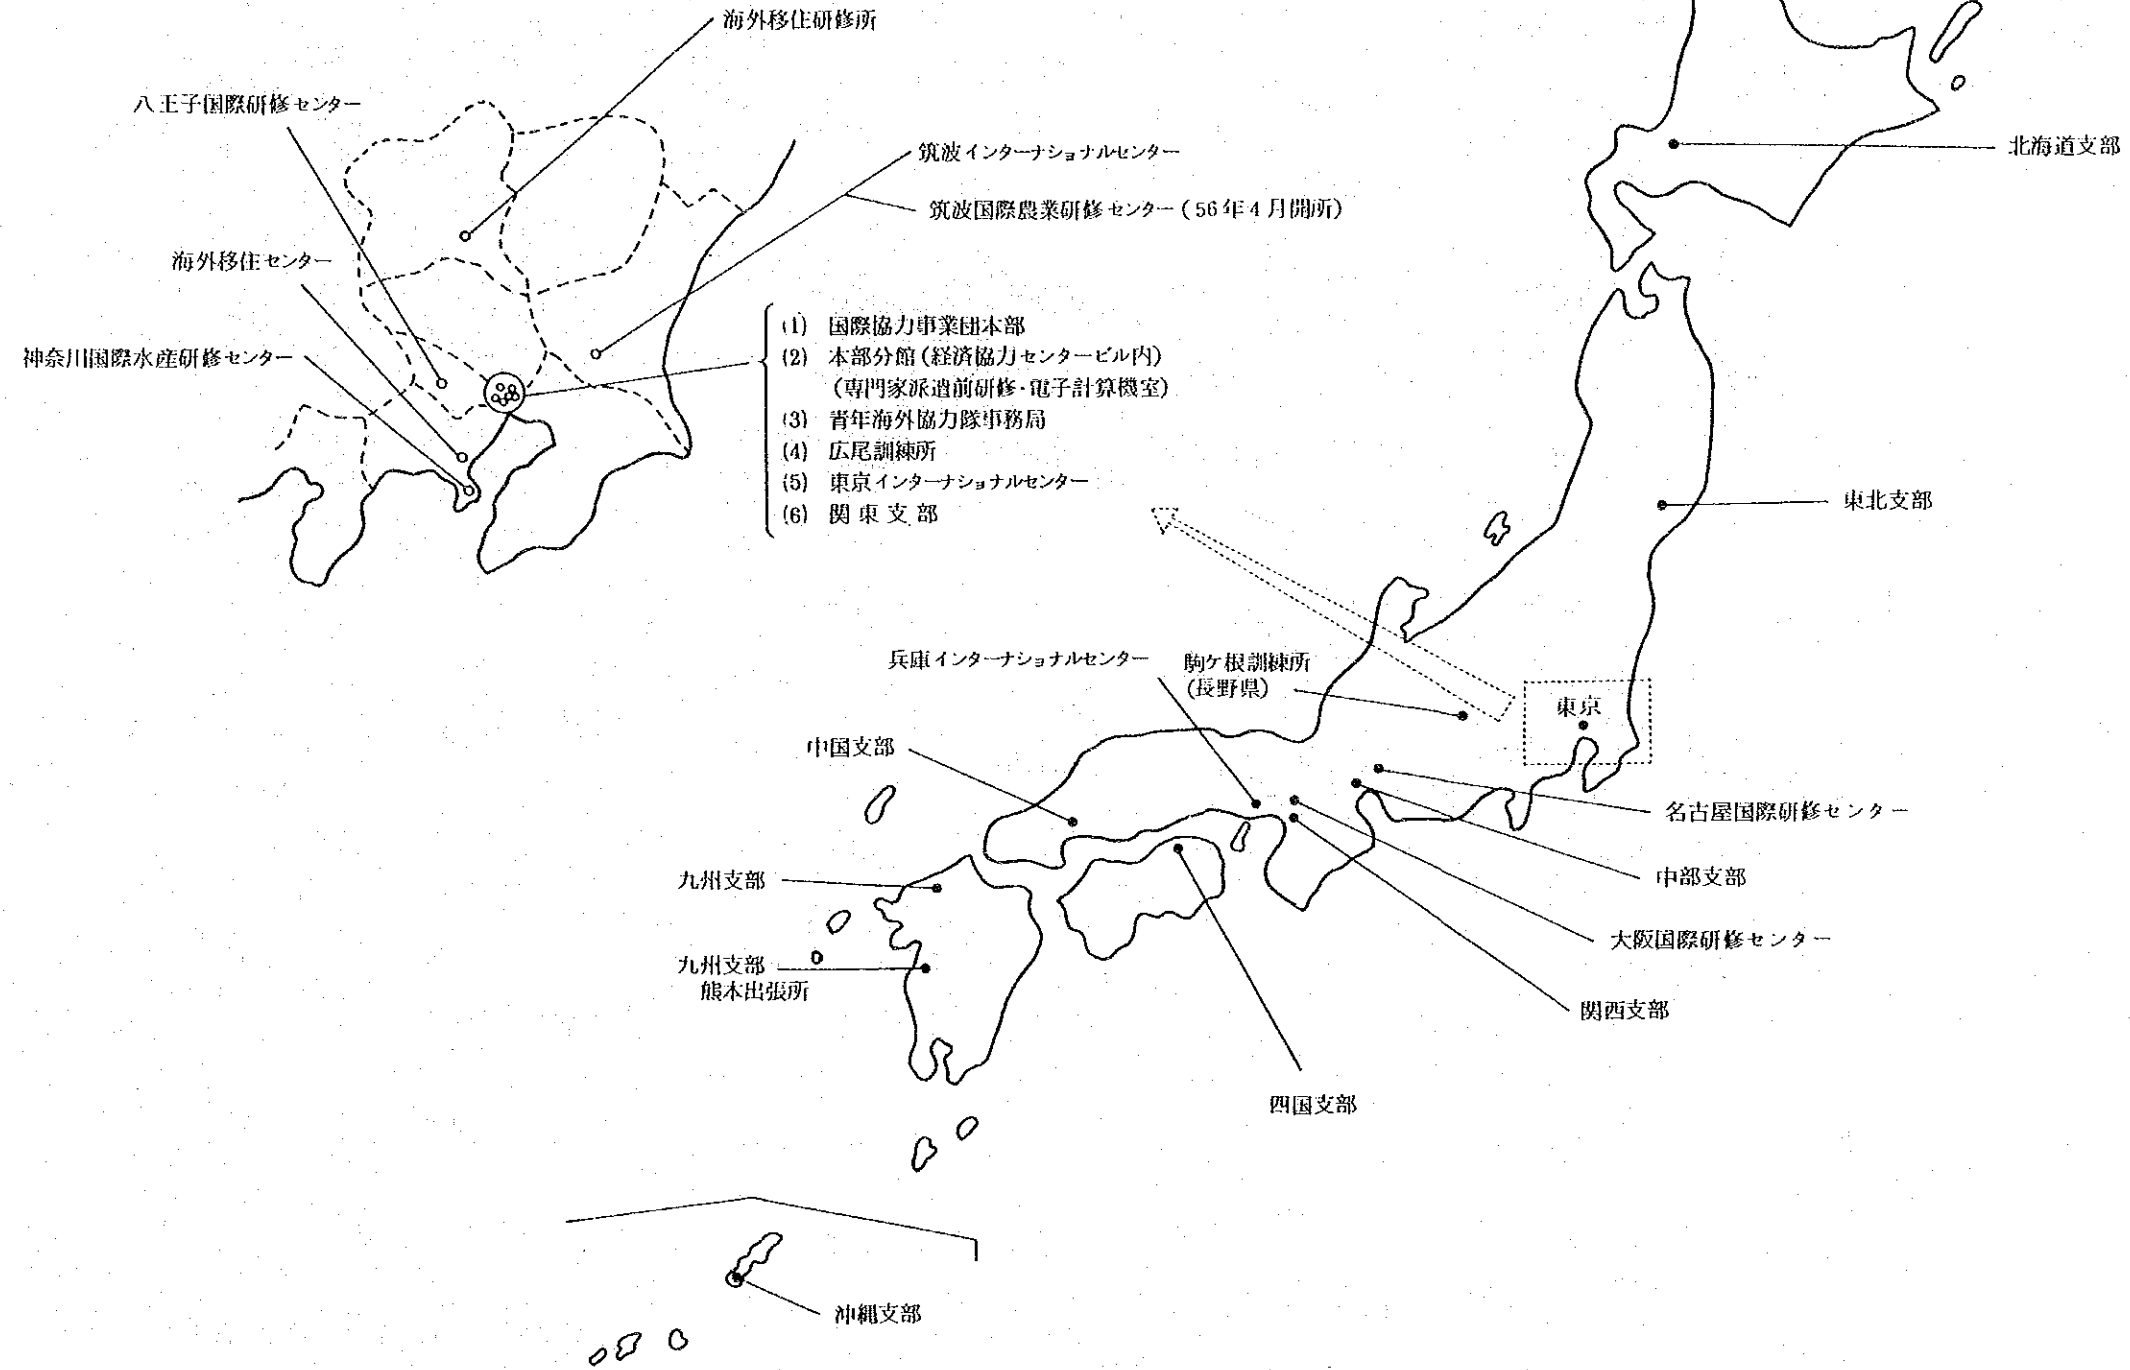 海外移住研修所
八王子国際研修センター
筑波インターナショナルセンター
筑波国際農業研修センター(56年4月開所)
海外移住センター
神奈川国際水産研修センター
(1) 国際協力事業団本部
(2) 本部分館(経済協力センタービル内)
(専門家派遣前研修・電子計算機室)
(3) 青年海外協力隊事務局
(4) 広尾訓練所
(5) 東京インターナショナルセンター
(6) 関東支部
北海道支部
東北支部
兵庫インターナショナルセンター
駒ケ根訓練所
(長野県)
東京
中国支部
名古屋国際研修センター
中部支部
九州支部
大阪国際研修センター
九州支部
熊本出張所
関西支部
四国支部
沖縄支部